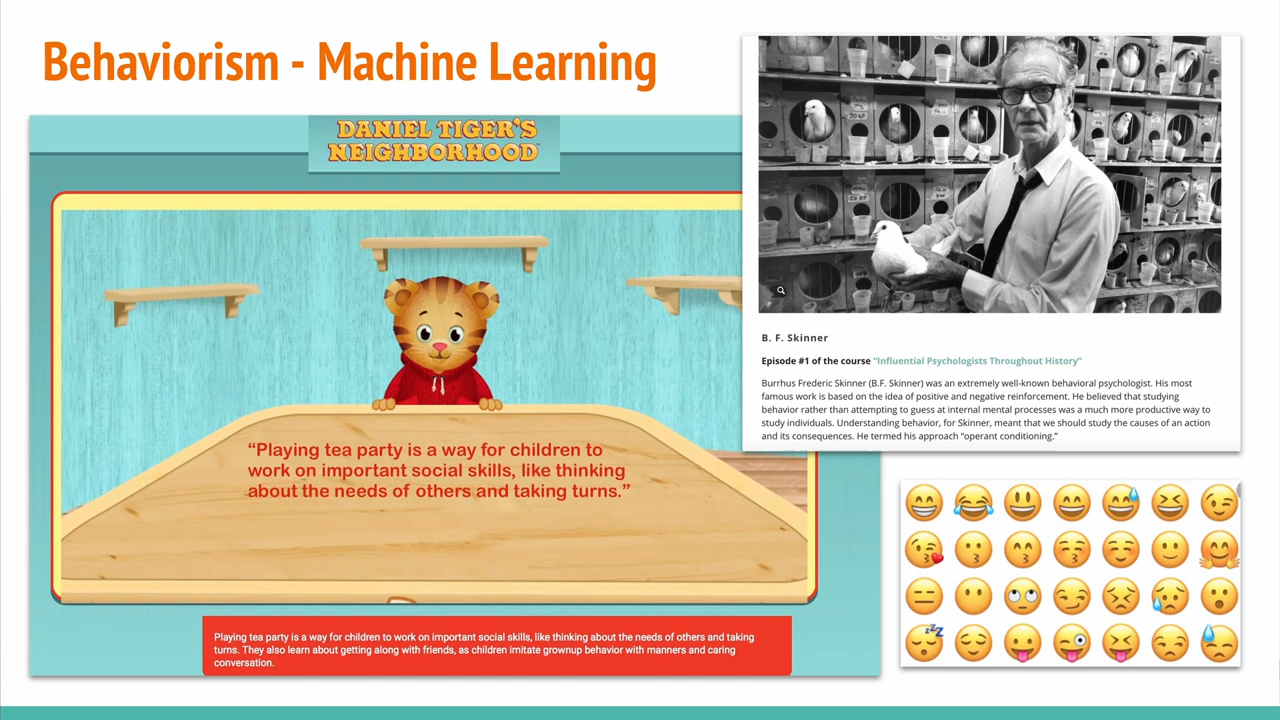 Behaviorism - Machine Learning
DANIEL TIGER'S
NEIGHBORHOOD
“Playing tea party is a way for children to
work on important social skills, like thinking
about the needs of others and taking turns.”
Playing tea party is a way for children to work on important social skills, like thinking about the needs of others and taking
turns. They also learn about getting along with friends, as children imitate grownup behavior with manners and caring
conversation.
B. F. Skinner
Episode #1 of the course “Influential Psychologists Throughout History”
Burrhus Frederic Skinner (B.F. Skinner) was an extremely well-known behavioral psychologist. His most
famous work is based on the idea of positive and negative reinforcement. He believed that studying
behavior rather than attempting to guess at internal mental processes was a much more productive way to
study individuals. Understanding behavior, for Skinner, meant that we should study the causes of an action
and its consequences. He termed his approach “operant conditioning.”